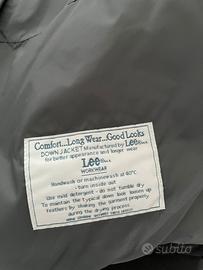 Comfort...Long Wear...Good Looks
DOWN JACKET Manufactured by Lee
for better appearance and longer wear
Lee
WORKWEAR
Handwash or machinewash at 60°C
- turn inside out
Use mild detergent - do not tumble dry
To maintain the typical down look loosen up
feathers by shaking the garment properly
during the drying process
subito